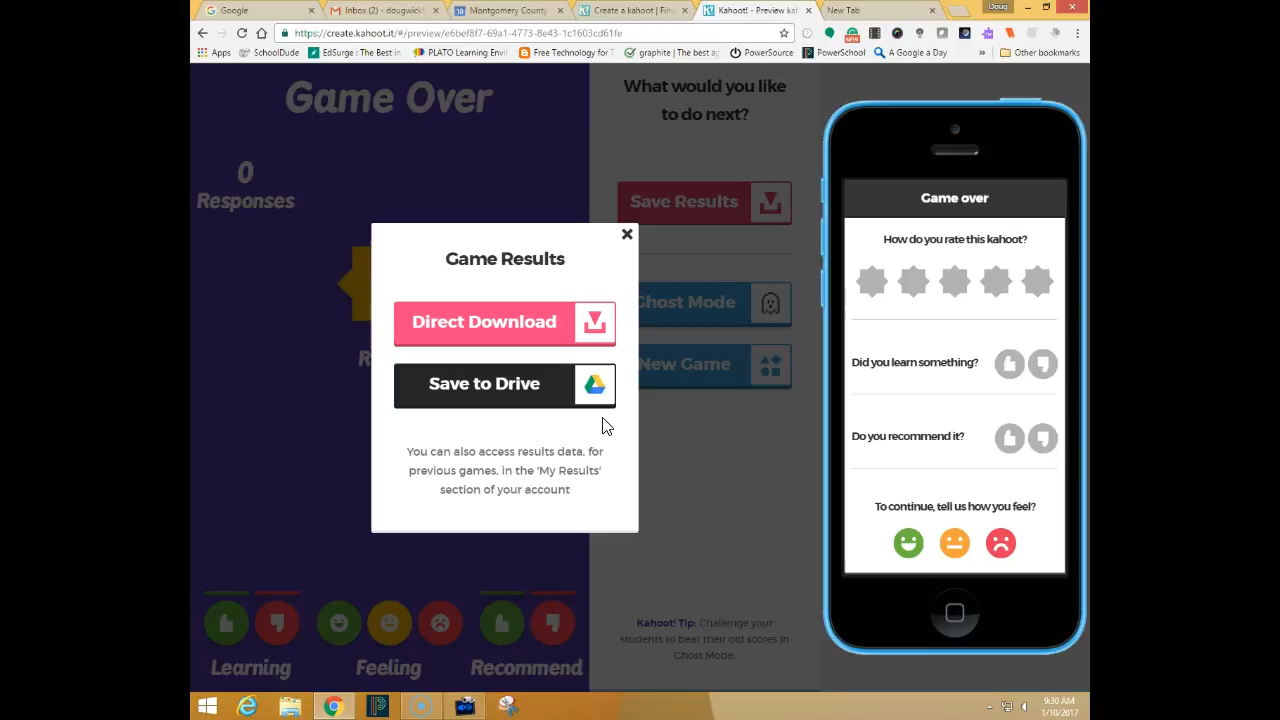 Google
Inbox (2) - dougwick
Montgomery County
Create a kahoot | Fin
Kahoot! - Preview ka
New Tab
Doug
https://create.kahoot.it/#/preview/e6bef8f7-69a1-4773-8e43-1c1603cd61fe
NEW
Apps
SchoolDude
EdSurge | The Best in
PLATO Learning Envi
Free Technology for T
graphite | The best ap
PowerSource
PowerSchool
A Google a Day
»
Other bookmarks
Game Over
0
Responses
What would you like
to do next?
Save Results
Ghost Mode
New Game
Game Results
Direct Download
Save to Drive
You can also access results data, for
previous games, in the 'My Results'
section of your account
Learning
Feeling
Recommend
Kahoot! Tip: Challenge your
students to beat their old scores in
Ghost Mode.
Game over
How do you rate this kahoot?
Did you learn something?
Do you recommend it?
To continue, tell us how you feel?
9:30 AM
1/10/2017